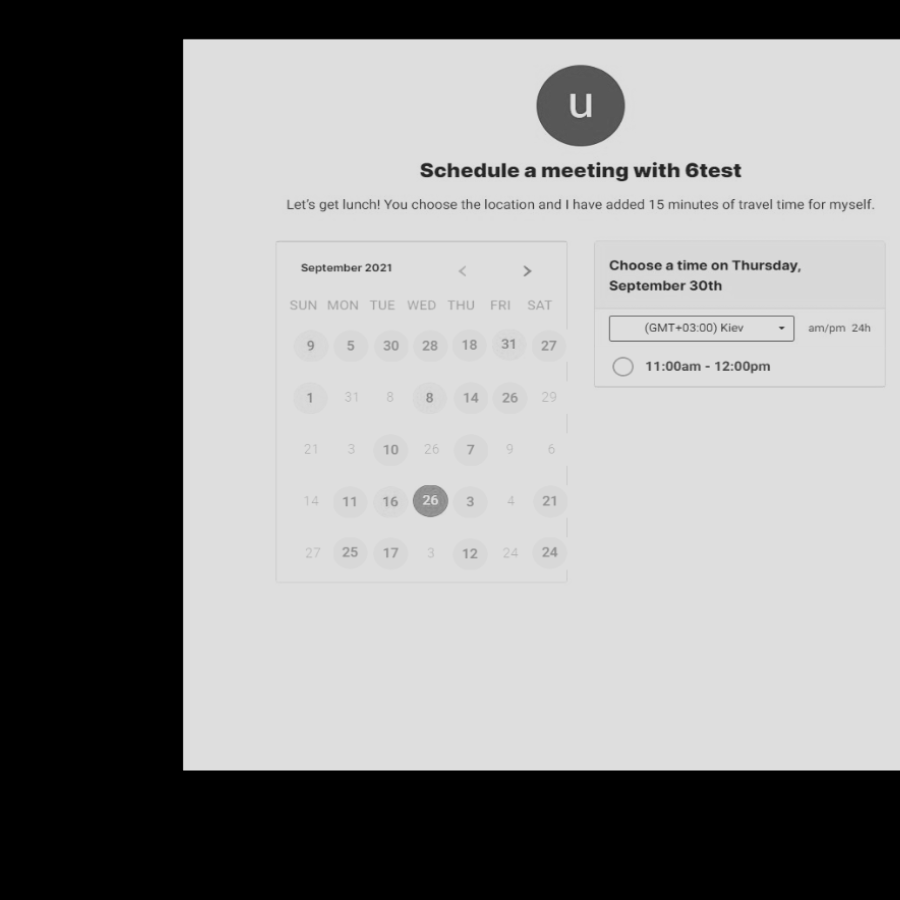 u
Schedule a meeting with 6test
Let's get lunch! You choose the location and I have added 15 minutes of travel time for myself.
September 2021 < >
SUN MON TUE WED THU FRI SAT
9 5 30 28 18 31 27
1 31 8 8 14 26 29
21 3 10 26 7 9 6
14 11 16 26 3 4 21
27 25 17 3 12 24 24
Choose a time on Thursday,
September 30th
(GMT+03:00) Kiev am/pm 24h
11:00am - 12:00pm